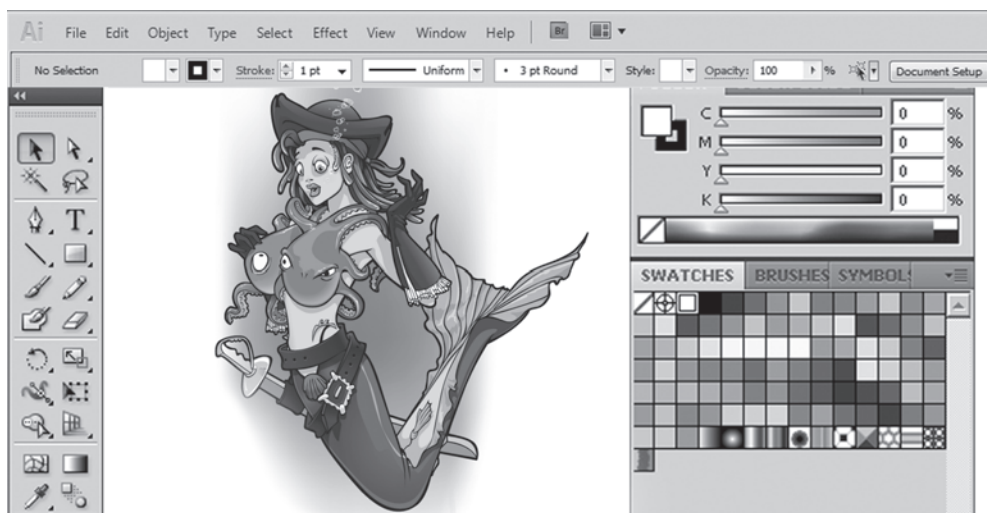 Ai File Edit Object Type Select Effect View Window Help Br
No Selection Stroke: 1 pt Uniform 3 pt Round Style: Opacity: 100 % Document Setup
C 0 %
M 0 %
Y 0 %
K 0 %
SWATCHES BRUSHES SYMBOL
T